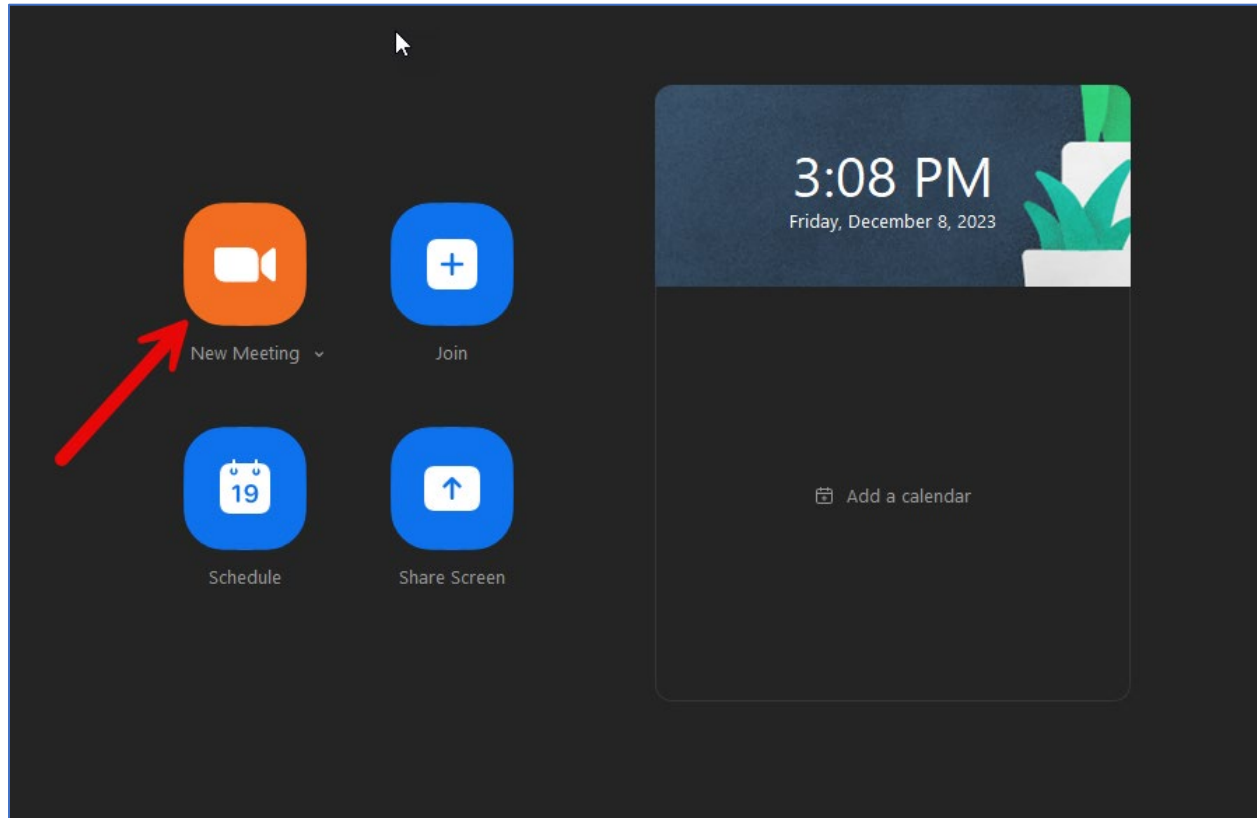 3:08 PM
Friday, December 8, 2023
New Meeting
Join
19
Schedule
Share Screen
Add a calendar